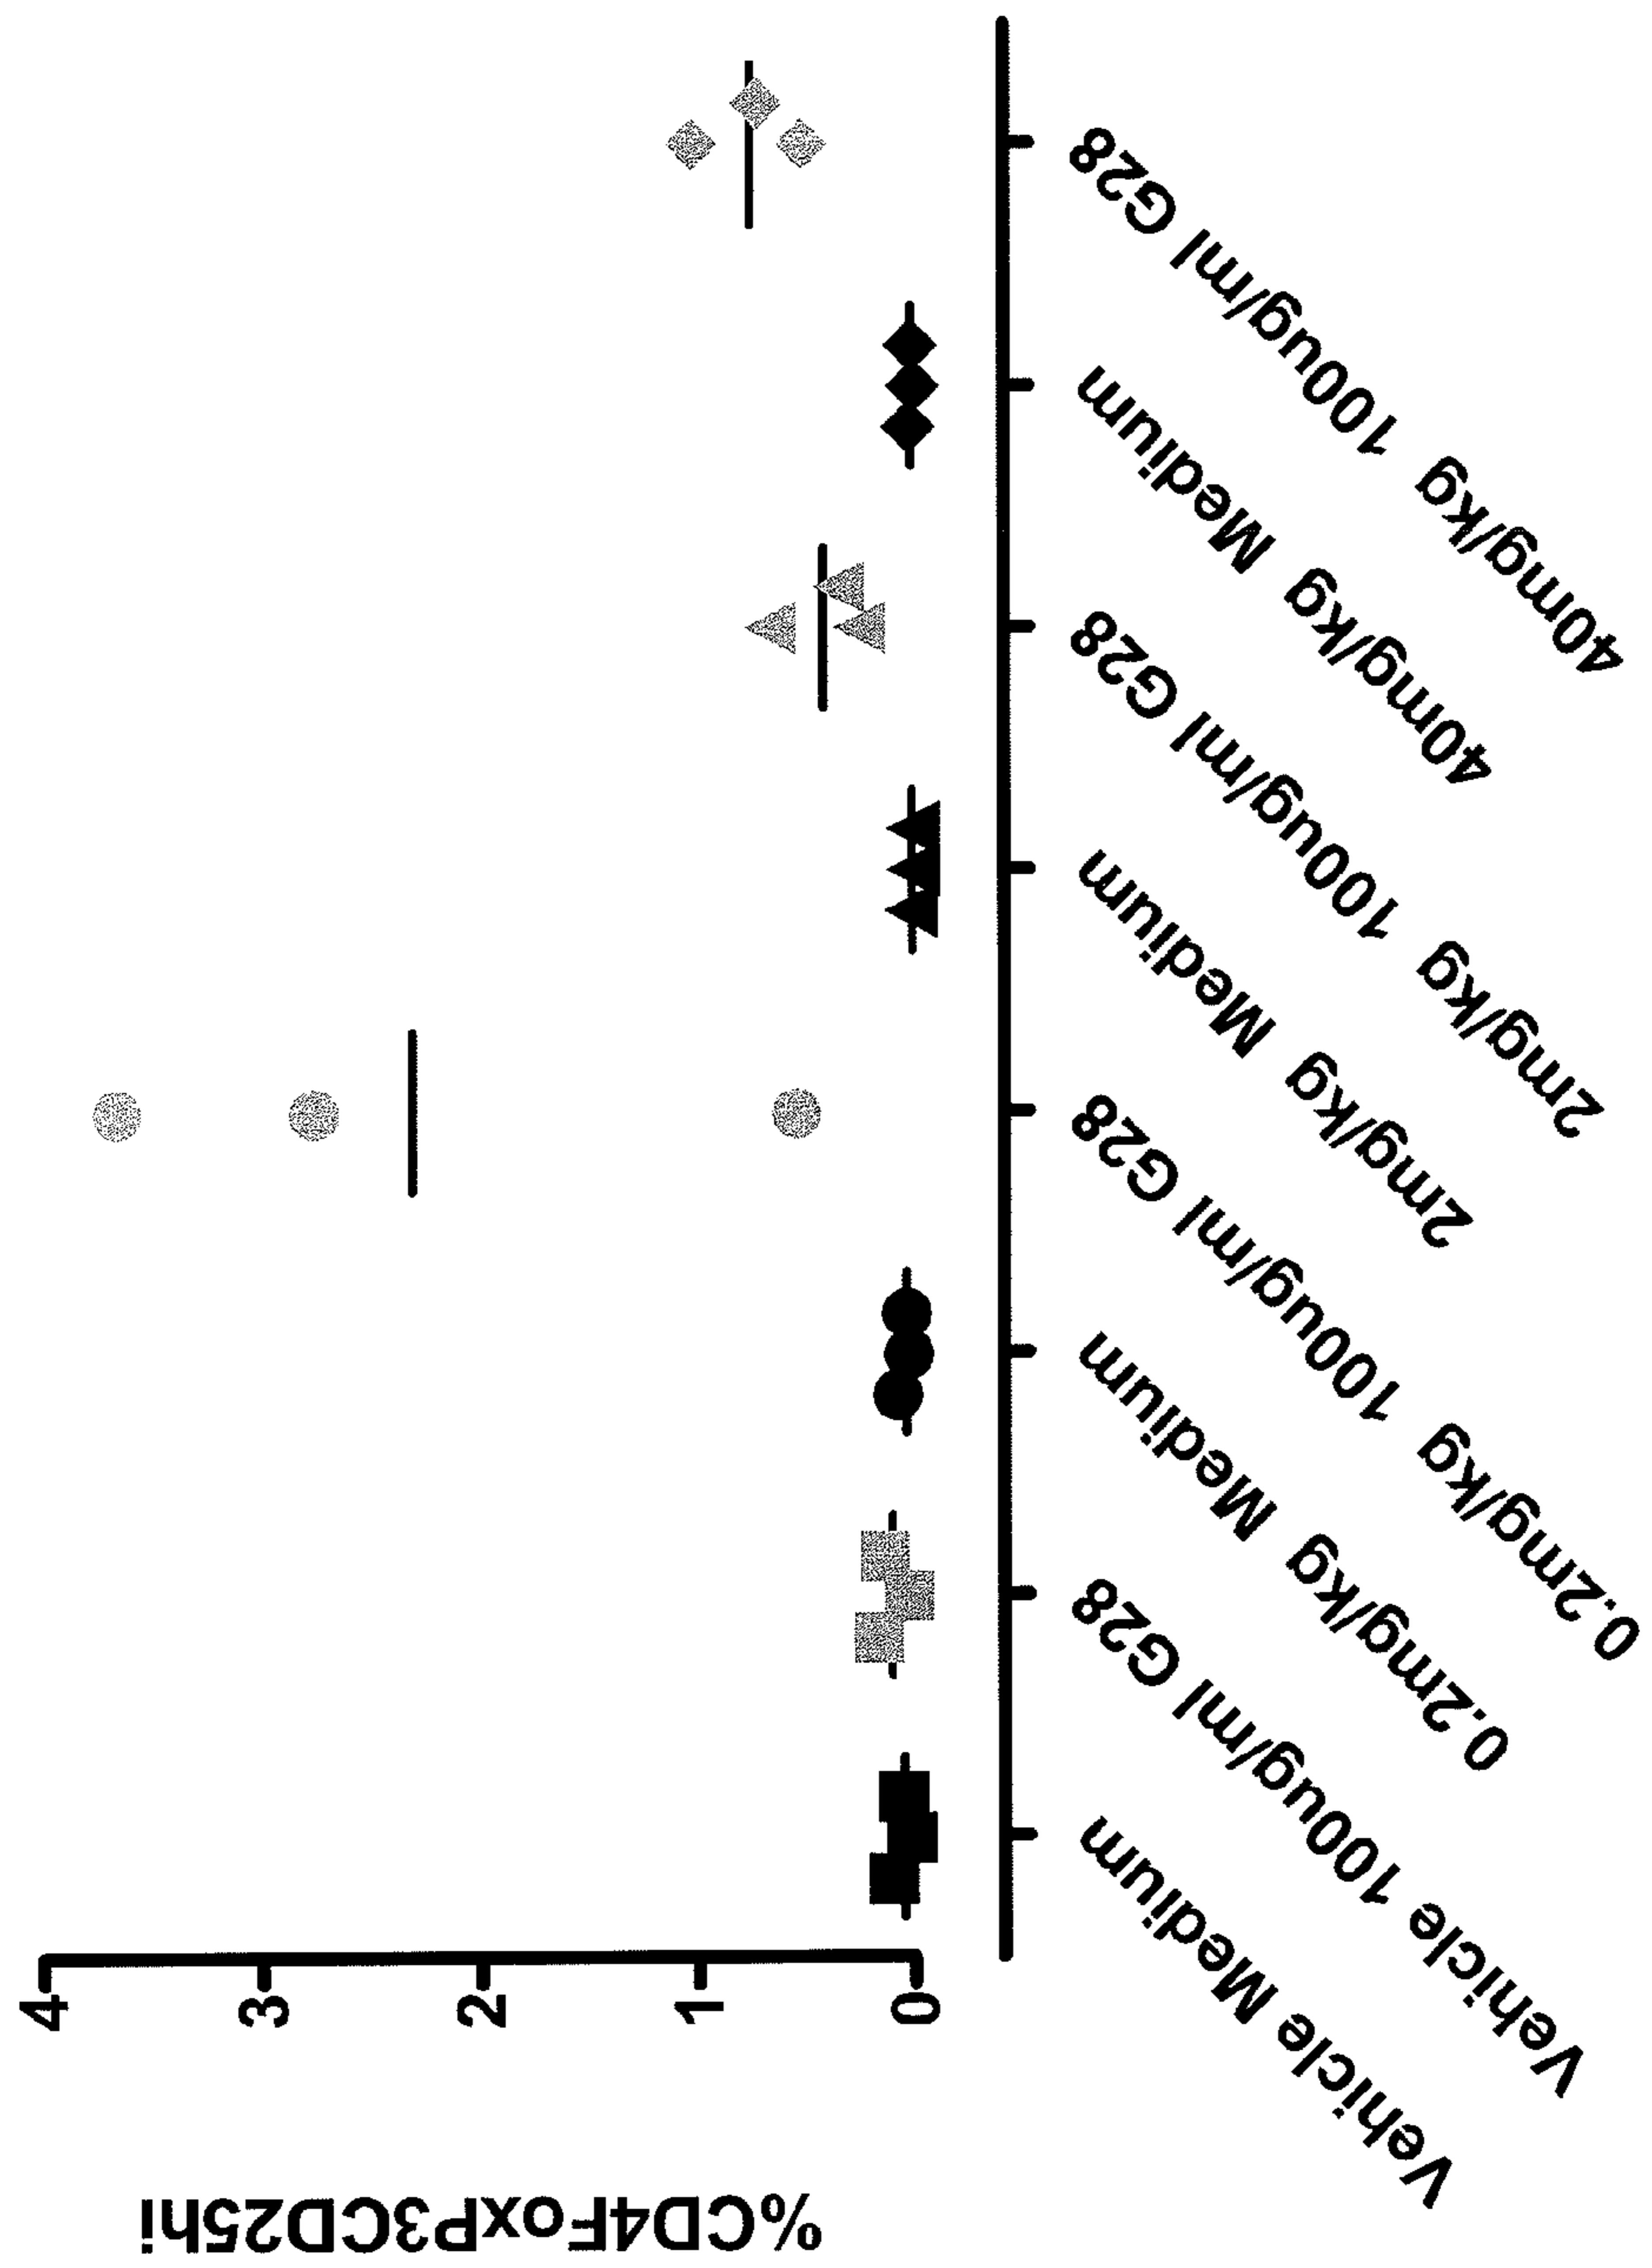 %CD4FoxP3CD25hi
4
3
2
1
0
Vehicle Medium
Vehicle 100ug/ml G28
0.2mg/kg Medium
0.2mg/kg 100ug/ml G28
2mg/kg Medium
2mg/kg 100ug/ml G28
40mg/kg Medium
40mg/kg 100ug/ml G28